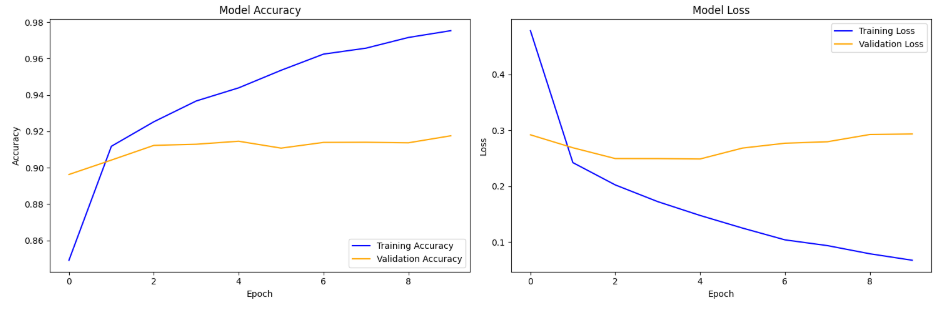 Model Accuracy
0.98
0.96
0.94
0.92
0.90
0.88
0.86
Accuracy
Training Accuracy
Validation Accuracy
0 2 4 6 8
Epoch
Model Loss
Training Loss
Validation Loss
0.4
0.3
0.2
0.1
Loss
0 2 4 6 8
Epoch